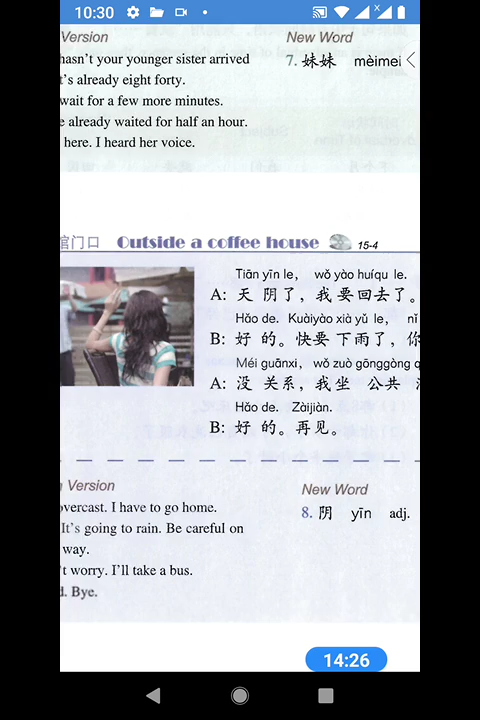 10:30
Version
New Word
hasn't your younger sister arrived
7. 妹妹 mèimei
t's already eight forty.
wait for a few more minutes.
e already waited for half an hour.
here. I heard her voice.
馆门口 Outside a coffee house 15-4
Tiān yīn le, wǒ yào huíqu le.
A: 天 阴了，我 要 回去 了。
Hǎo de. Kuàiyào xià yǔ le, nǐ
B: 好 的。快要 下雨 了，你
Méi guānxi, wǒ zuò gōnggòng q
A: 没 关系，我 坐 公共 汽
Hǎo de. Zàijiàn.
B: 好 的。再见。
Version
New Word
overcast. I have to go home.
8. 阴 yīn adj.
It's going to rain. Be careful on
way.
't worry. I'll take a bus.
d. Bye.
14:26